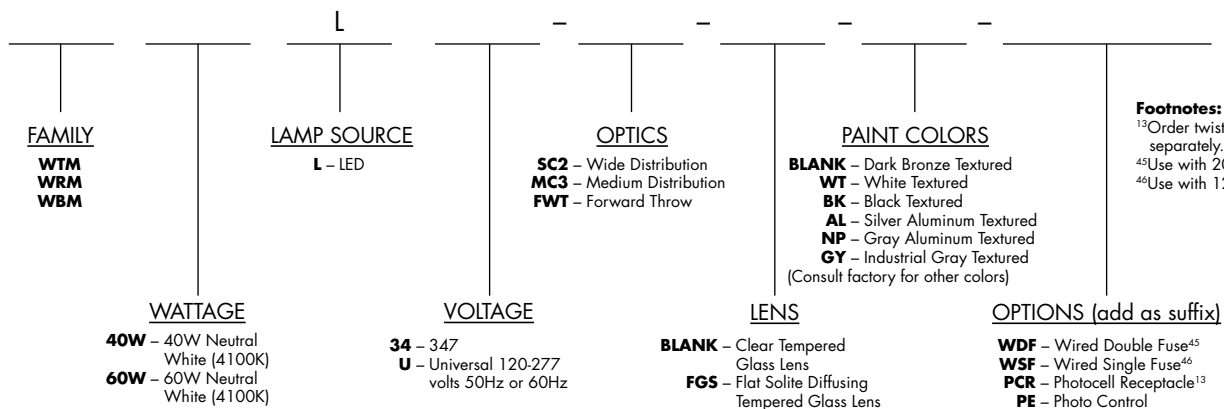 L – – – –
FAMILY
WTM
WRM
WBM
WATTAGE
40W – 40W Neutral
White (4100K)
60W – 60W Neutral
White (4100K)
LAMP SOURCE
L – LED
VOLTAGE
34 – 347
U – Universal 120-277
volts 50Hz or 60Hz
OPTICS
SC2 – Wide Distribution
MC3 – Medium Distribution
FWT – Forward Throw
LENS
BLANK – Clear Tempered
Glass Lens
FGS – Flat Solite Diffusing
Tempered Glass Lens
PAINT COLORS
BLANK – Dark Bronze Textured
WT – White Textured
BK – Black Textured
AL – Silver Aluminum Textured
NP – Gray Aluminum Textured
GY – Industrial Gray Textured
(Consult factory for other colors)
OPTIONS (add as suffix)
WDF – Wired Double Fuse⁴⁵
WSF – Wired Single Fuse⁴⁶
PCR – Photocell Receptacle¹³
PE – Photo Control
Footnotes:
¹³Order twist
separately.
⁴⁵Use with 20
⁴⁶Use with 12